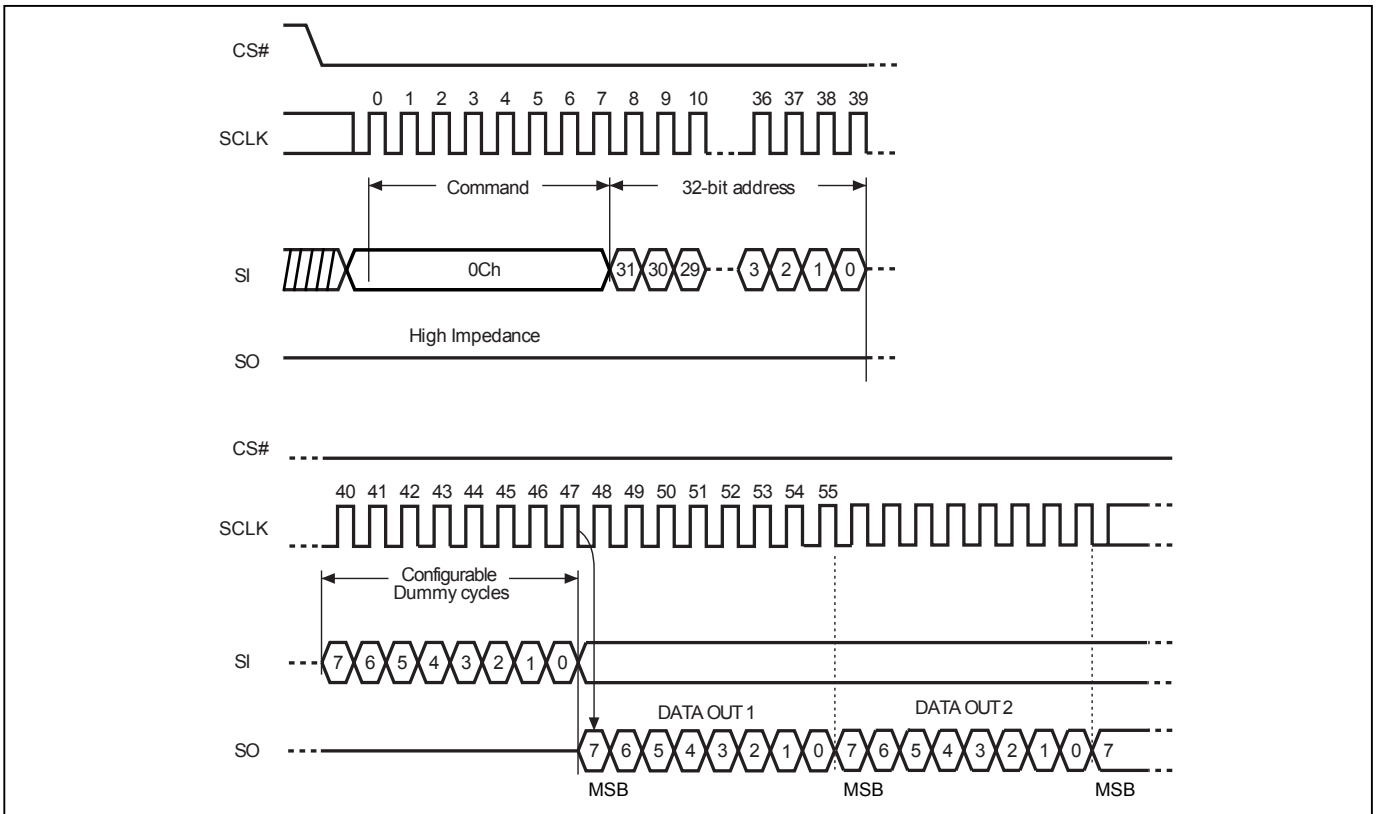 CS#
0 1 2 3 4 5 6 7 8 9 10 36 37 38 39
SCLK
Command 32-bit address
SI 0Ch 31 30 29 3 2 1 0
High Impedance
SO
CS#
40 41 42 43 44 45 46 47 48 49 50 51 52 53 54 55
SCLK
Configurable
Dummy cycles
SI 7 6 5 4 3 2 1 0
DATA OUT 1 DATA OUT 2
SO 7 6 5 4 3 2 1 0 7 6 5 4 3 2 1 0 7
MSB MSB MSB